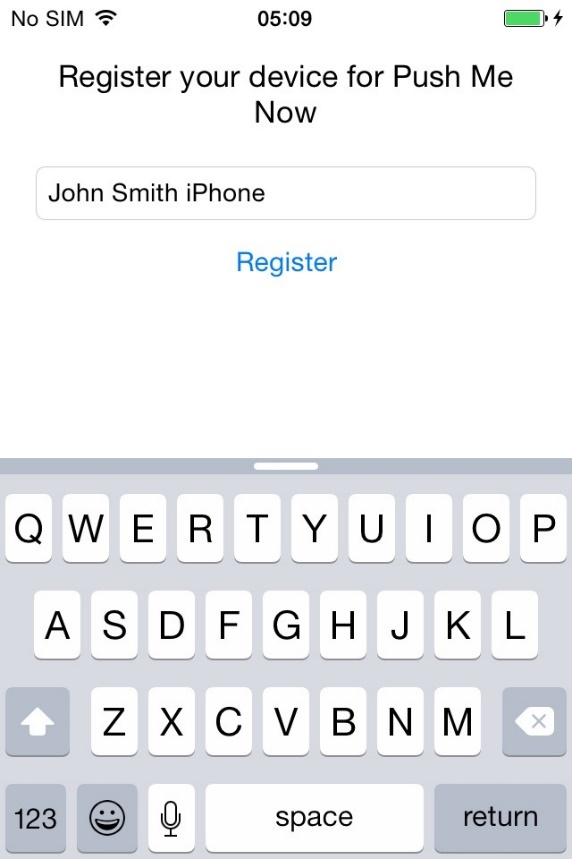 No SIM 05:09
Register your device for Push Me
Now
John Smith iPhone
Register
Q W E R T Y U I O P
A S D F G H J K L
Z X C V B N M
123 space return